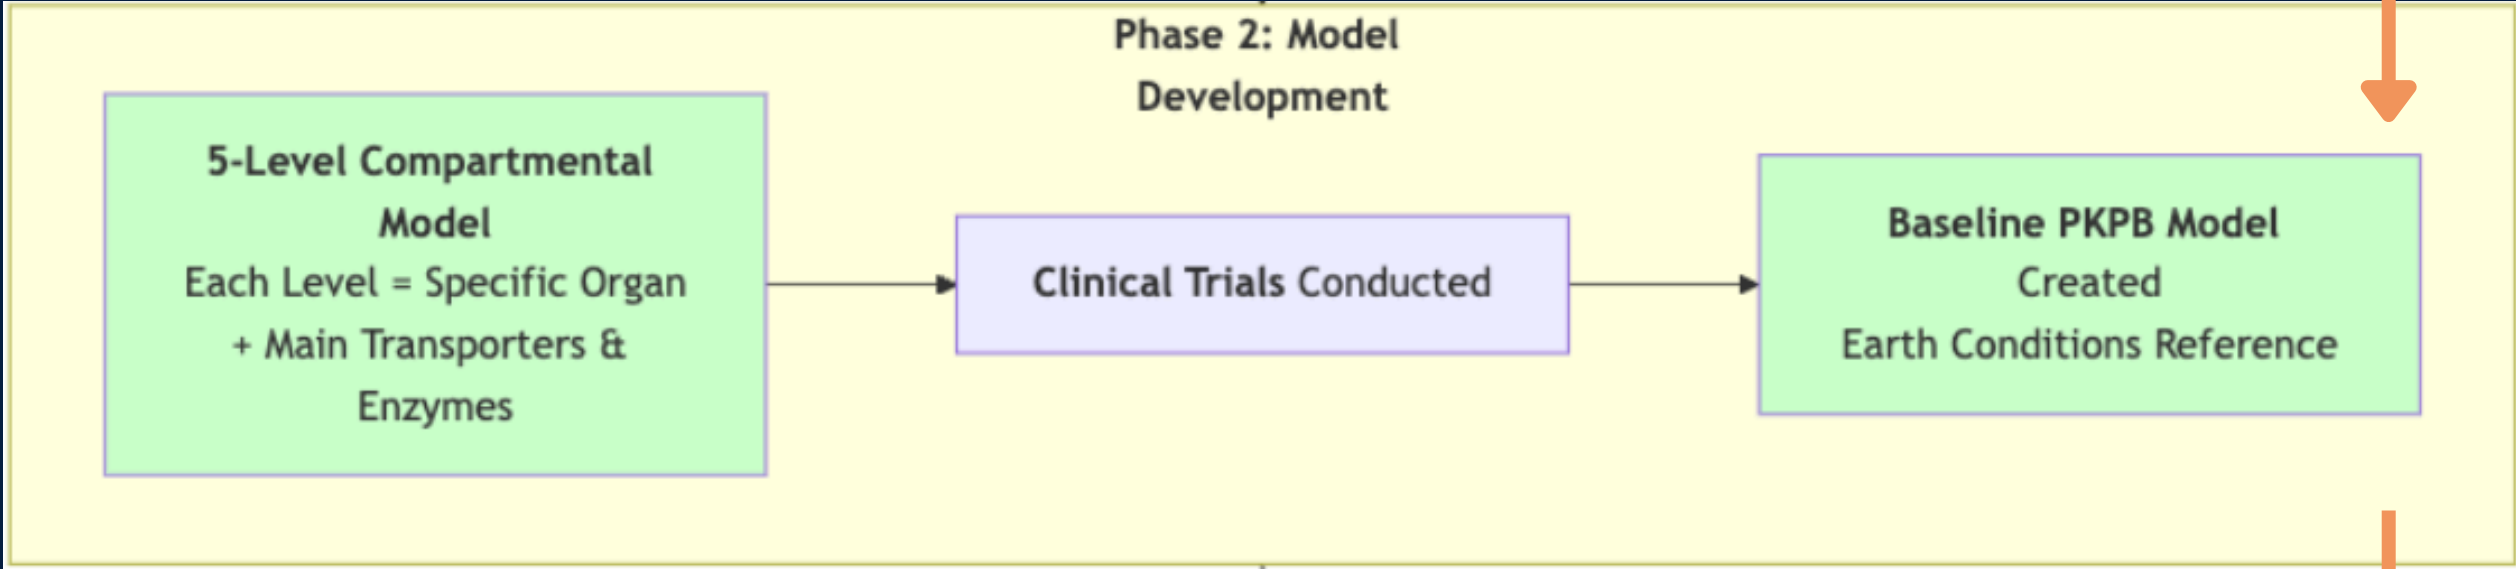 Phase 2: Model
Development
5-Level Compartmental
Model
Each Level = Specific Organ
+ Main Transporters &
Enzymes
Clinical Trials Conducted
Baseline PKPB Model
Created
Earth Conditions Reference